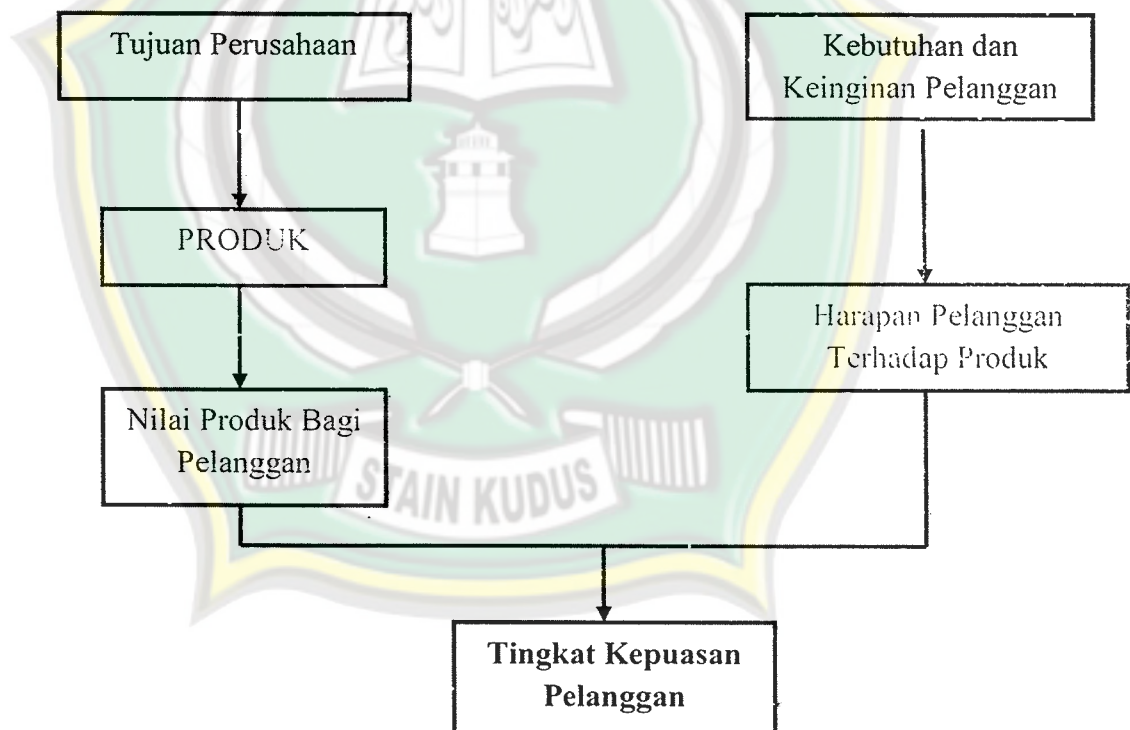 Tujuan Perusahaan
Kebutuhan dan
Keinginan Pelanggan
PRODUK
Harapan Pelanggan
Terhadap Produk
Nilai Produk Bagi
Pelanggan
STAIN KUDUS
Tingkat Kepuasan
Pelanggan